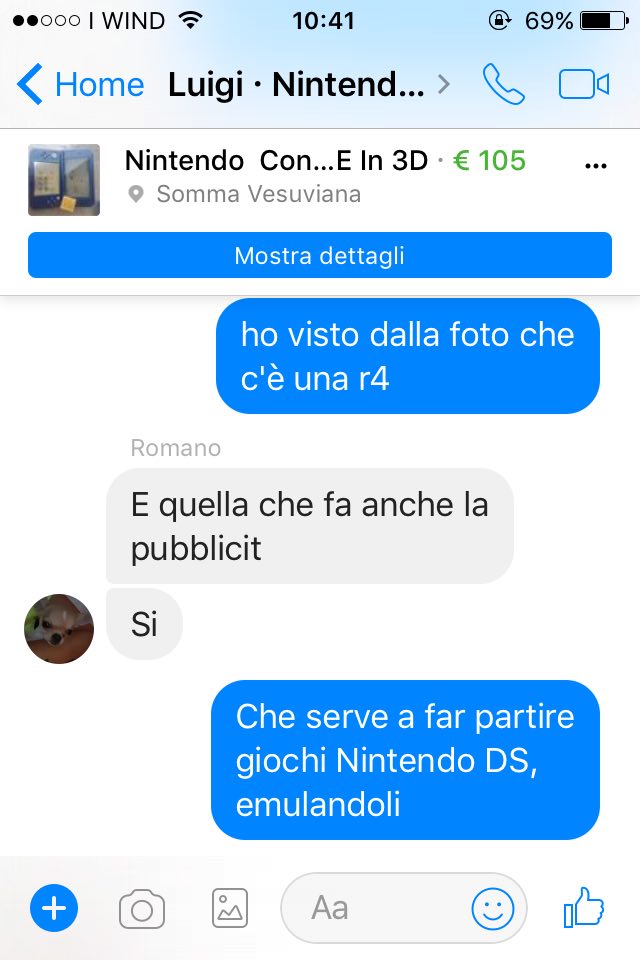 I WIND 10:41 69%
Home Luigi · Nintend...
Nintendo Con...E In 3D · € 105
Somma Vesuviana
Mostra dettagli
ho visto dalla foto che
c'è una r4
Romano
E quella che fa anche la
pubblicit
Si
Che serve a far partire
giochi Nintendo DS,
emulandoli
Aa